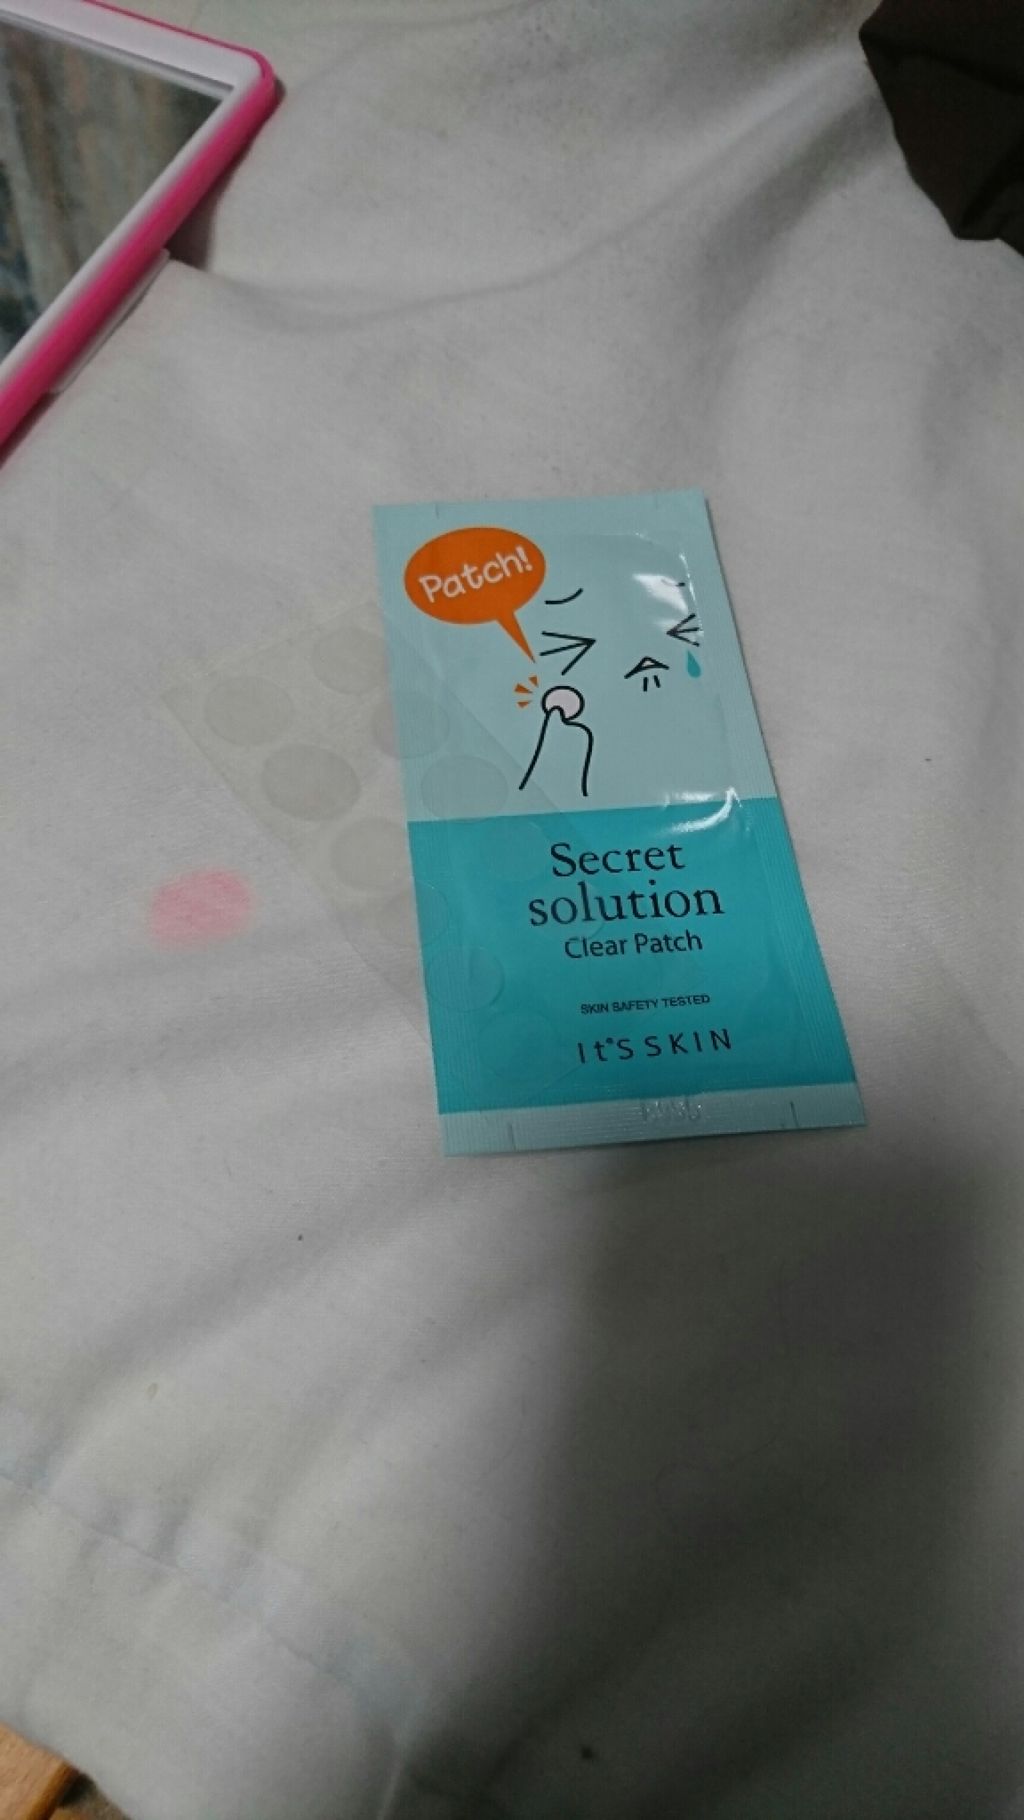 Patch!
Secret
solution
Clear Patch
SKIN SAFETY TESTED
It'S SKIN